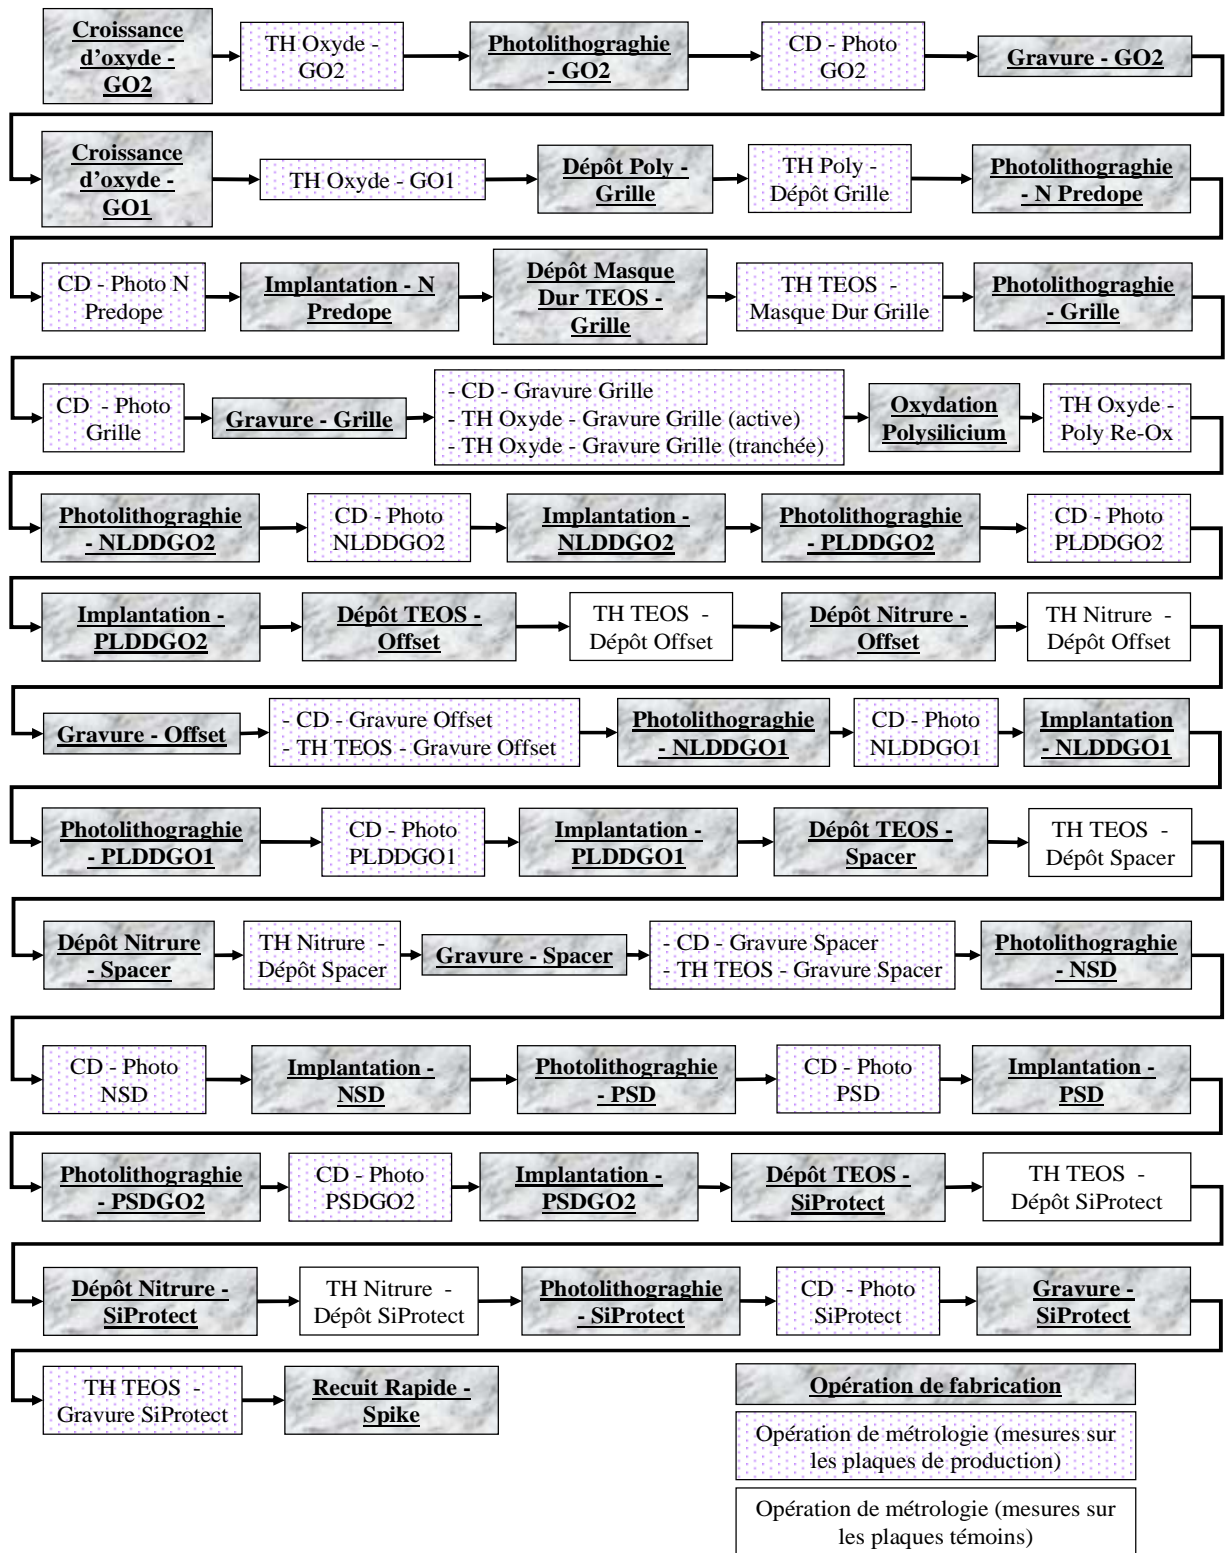 Croissance
d'oxyde -
GO2
TH Oxyde -
GO2
Photolithograghie
- GO2
CD - Photo
GO2
Gravure - GO2
Croissance
d'oxyde -
GO1
TH Oxyde - GO1
Dépôt Poly -
Grille
TH Poly -
Dépôt Grille
Photolithograghie
- N Predope
CD - Photo N
Predope
Implantation - N
Predope
Dépôt Masque
Dur TEOS -
Grille
TH TEOS -
Masque Dur Grille
Photolithograghie
- Grille
CD - Photo
Grille
Gravure - Grille
- CD - Gravure Grille
- TH Oxyde - Gravure Grille (active)
- TH Oxyde - Gravure Grille (tranchée)
Oxydation
Polysilicium
TH Oxyde -
Poly Re-Ox
Photolithograghie
- NLDDGO2
CD - Photo
NLDDGO2
Implantation -
NLDDGO2
Photolithograghie
- PLDDGO2
CD - Photo
PLDDGO2
Implantation -
PLDDGO2
Dépôt TEOS -
Offset
TH TEOS -
Dépôt Offset
Dépôt Nitrure -
Offset
TH Nitrure -
Dépôt Offset
Gravure - Offset
- CD - Gravure Offset
- TH TEOS - Gravure Offset
Photolithograghie
- NLDDGO1
CD - Photo
NLDDGO1
Implantation
- NLDDGO1
Photolithograghie
- PLDDGO1
CD - Photo
PLDDGO1
Implantation -
PLDDGO1
Dépôt TEOS -
Spacer
TH TEOS -
Dépôt Spacer
Dépôt Nitrure
- Spacer
TH Nitrure -
Dépôt Spacer
Gravure - Spacer
- CD - Gravure Spacer
- TH TEOS - Gravure Spacer
Photolithograghie
- NSD
CD - Photo
NSD
Implantation -
NSD
Photolithograghie
- PSD
CD - Photo
PSD
Implantation -
PSD
Photolithograghie
- PSDGO2
CD - Photo
PSDGO2
Implantation -
PSDGO2
Dépôt TEOS -
SiProtect
TH TEOS -
Dépôt SiProtect
Dépôt Nitrure -
SiProtect
TH Nitrure -
Dépôt SiProtect
Photolithograghie
- SiProtect
CD - Photo
SiProtect
Gravure -
SiProtect
TH TEOS -
Gravure SiProtect
Recuit Rapide -
Spike
Opération de fabrication
Opération de métrologie (mesures sur
les plaques de production)
Opération de métrologie (mesures sur
les plaques témoins)